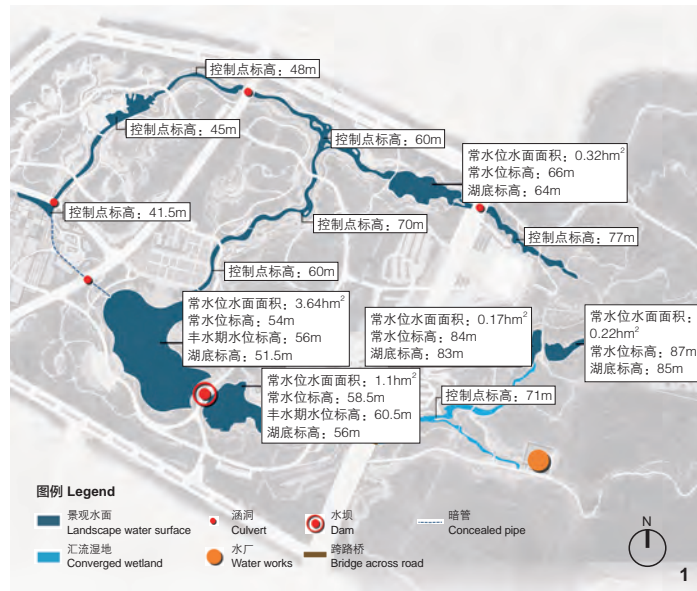 控制点标高：48m
控制点标高：45m
控制点标高：60m
常水位水面面积：0.32hm²
常水位标高：66m
湖底标高：64m
控制点标高：41.5m
控制点标高：70m
控制点标高：77m
控制点标高：60m
常水位水面面积：3.64hm²
常水位标高：54m
丰水期水位标高：56m
湖底标高：51.5m
常水位水面面积：0.17hm²
常水位标高：84m
湖底标高：83m
常水位水面面积：
0.22hm²
常水位标高：87m
湖底标高：85m
常水位水面面积：1.1hm²
常水位标高：58.5m
丰水期水位标高：60.5m
湖底标高：56m
控制点标高：71m
图例 Legend
景观水面
Landscape water surface
涵洞
Culvert
水坝
Dam
暗管
Concealed pipe
汇流湿地
Converged wetland
水厂
Water works
跨路桥
Bridge across road
N
1